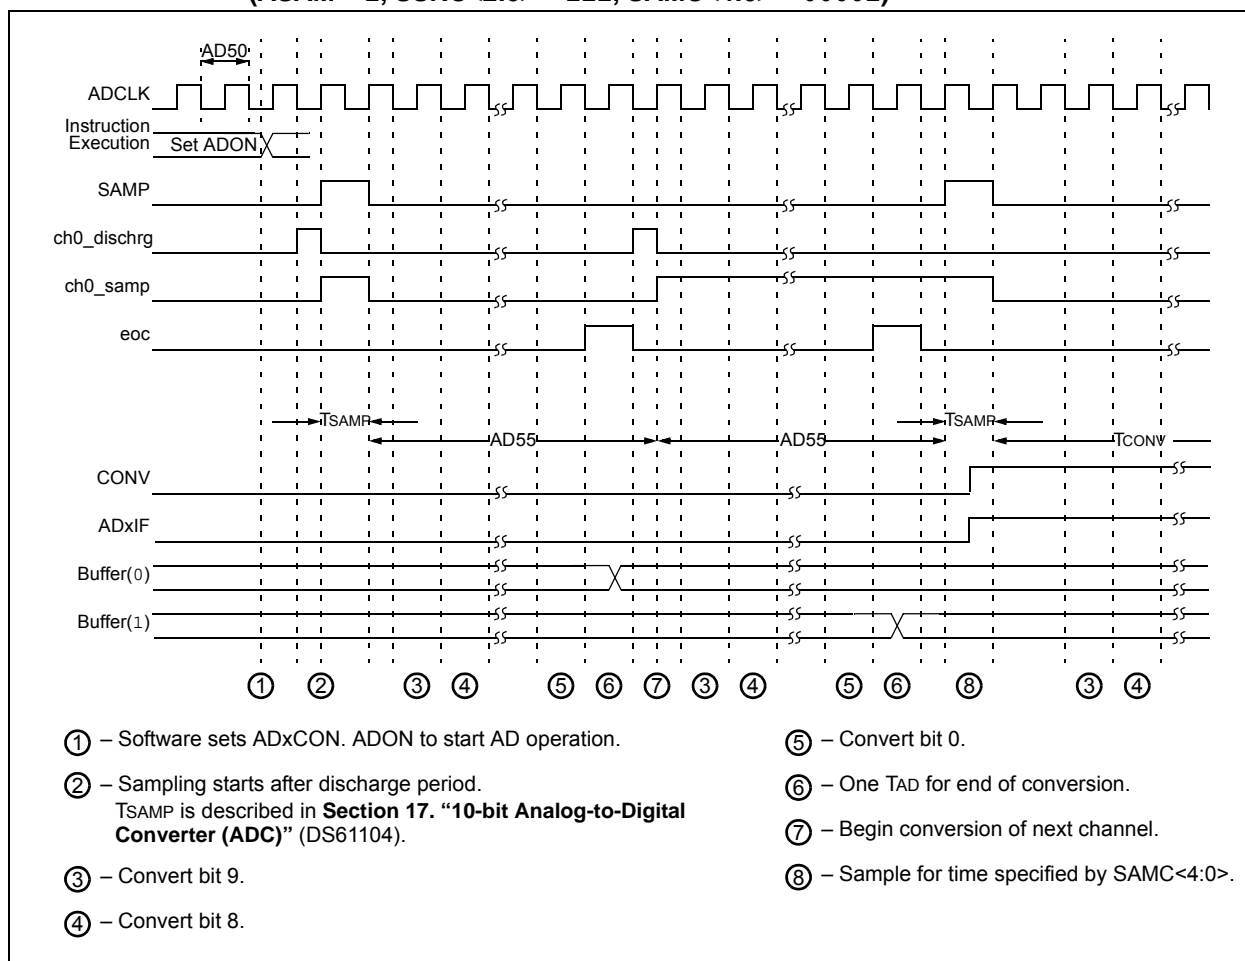 AD50
ADCLK
Instruction
Execution
Set ADON
SAMP
ch0_dischrg
ch0_samp
eoc
TSAMP
TSAMP
AD55
AD55
TCONV
CONV
ADxIF
Buffer(0)
Buffer(1)
1 2 3 4 5 6 7 3 4 5 6 8 3 4
1 – Software sets ADxCON. ADON to start AD operation.
2 – Sampling starts after discharge period.
TSAMP is described in Section 17. “10-bit Analog-to-Digital
Converter (ADC)” (DS61104).
3 – Convert bit 9.
4 – Convert bit 8.
5 – Convert bit 0.
6 – One TAD for end of conversion.
7 – Begin conversion of next channel.
8 – Sample for time specified by SAMC<4:0>.